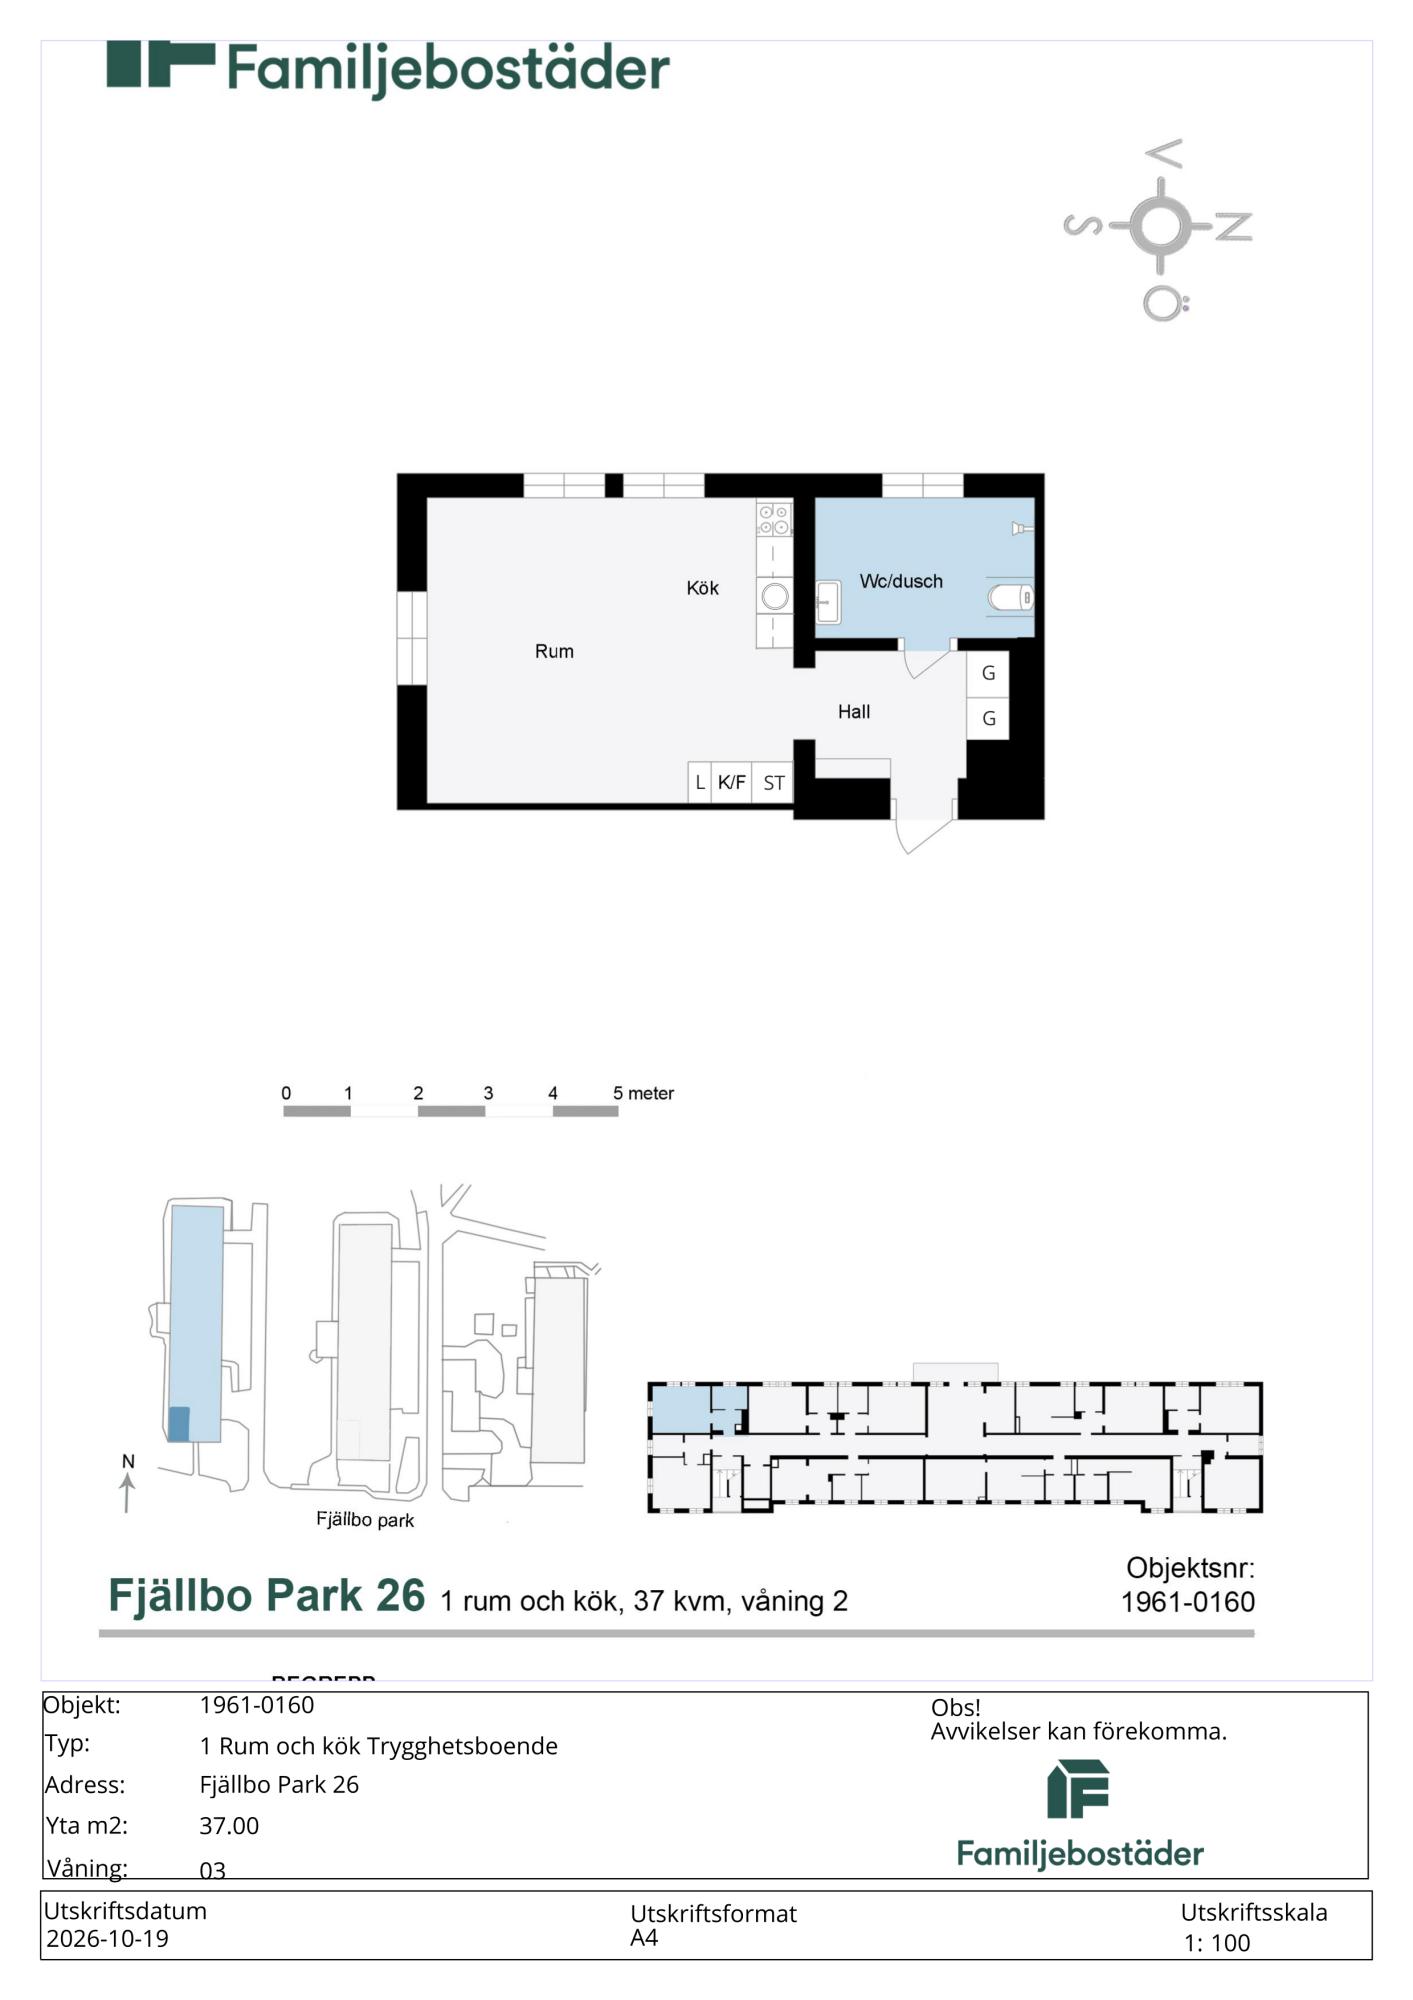 Familjebostäder
V
S
N
Ö
Kök
Wc/dusch
Rum
G
Hall
G
L K/F ST
0 1 2 3 4 5 meter
N
Fjällbo park
Objektsnr:
Fjällbo Park 26 1 rum och kök, 37 kvm, våning 2
1961-0160
Objekt: 1961-0160
Typ: 1 Rum och kök Trygghetsboende
Adress: Fjällbo Park 26
Yta m2: 37.00
Våning: 03
Obs!
Avvikelser kan förekomma.
Familjebostäder
Utskriftsdatum
2026-10-19
Utskriftsformat
A4
Utskriftsskala
1: 100